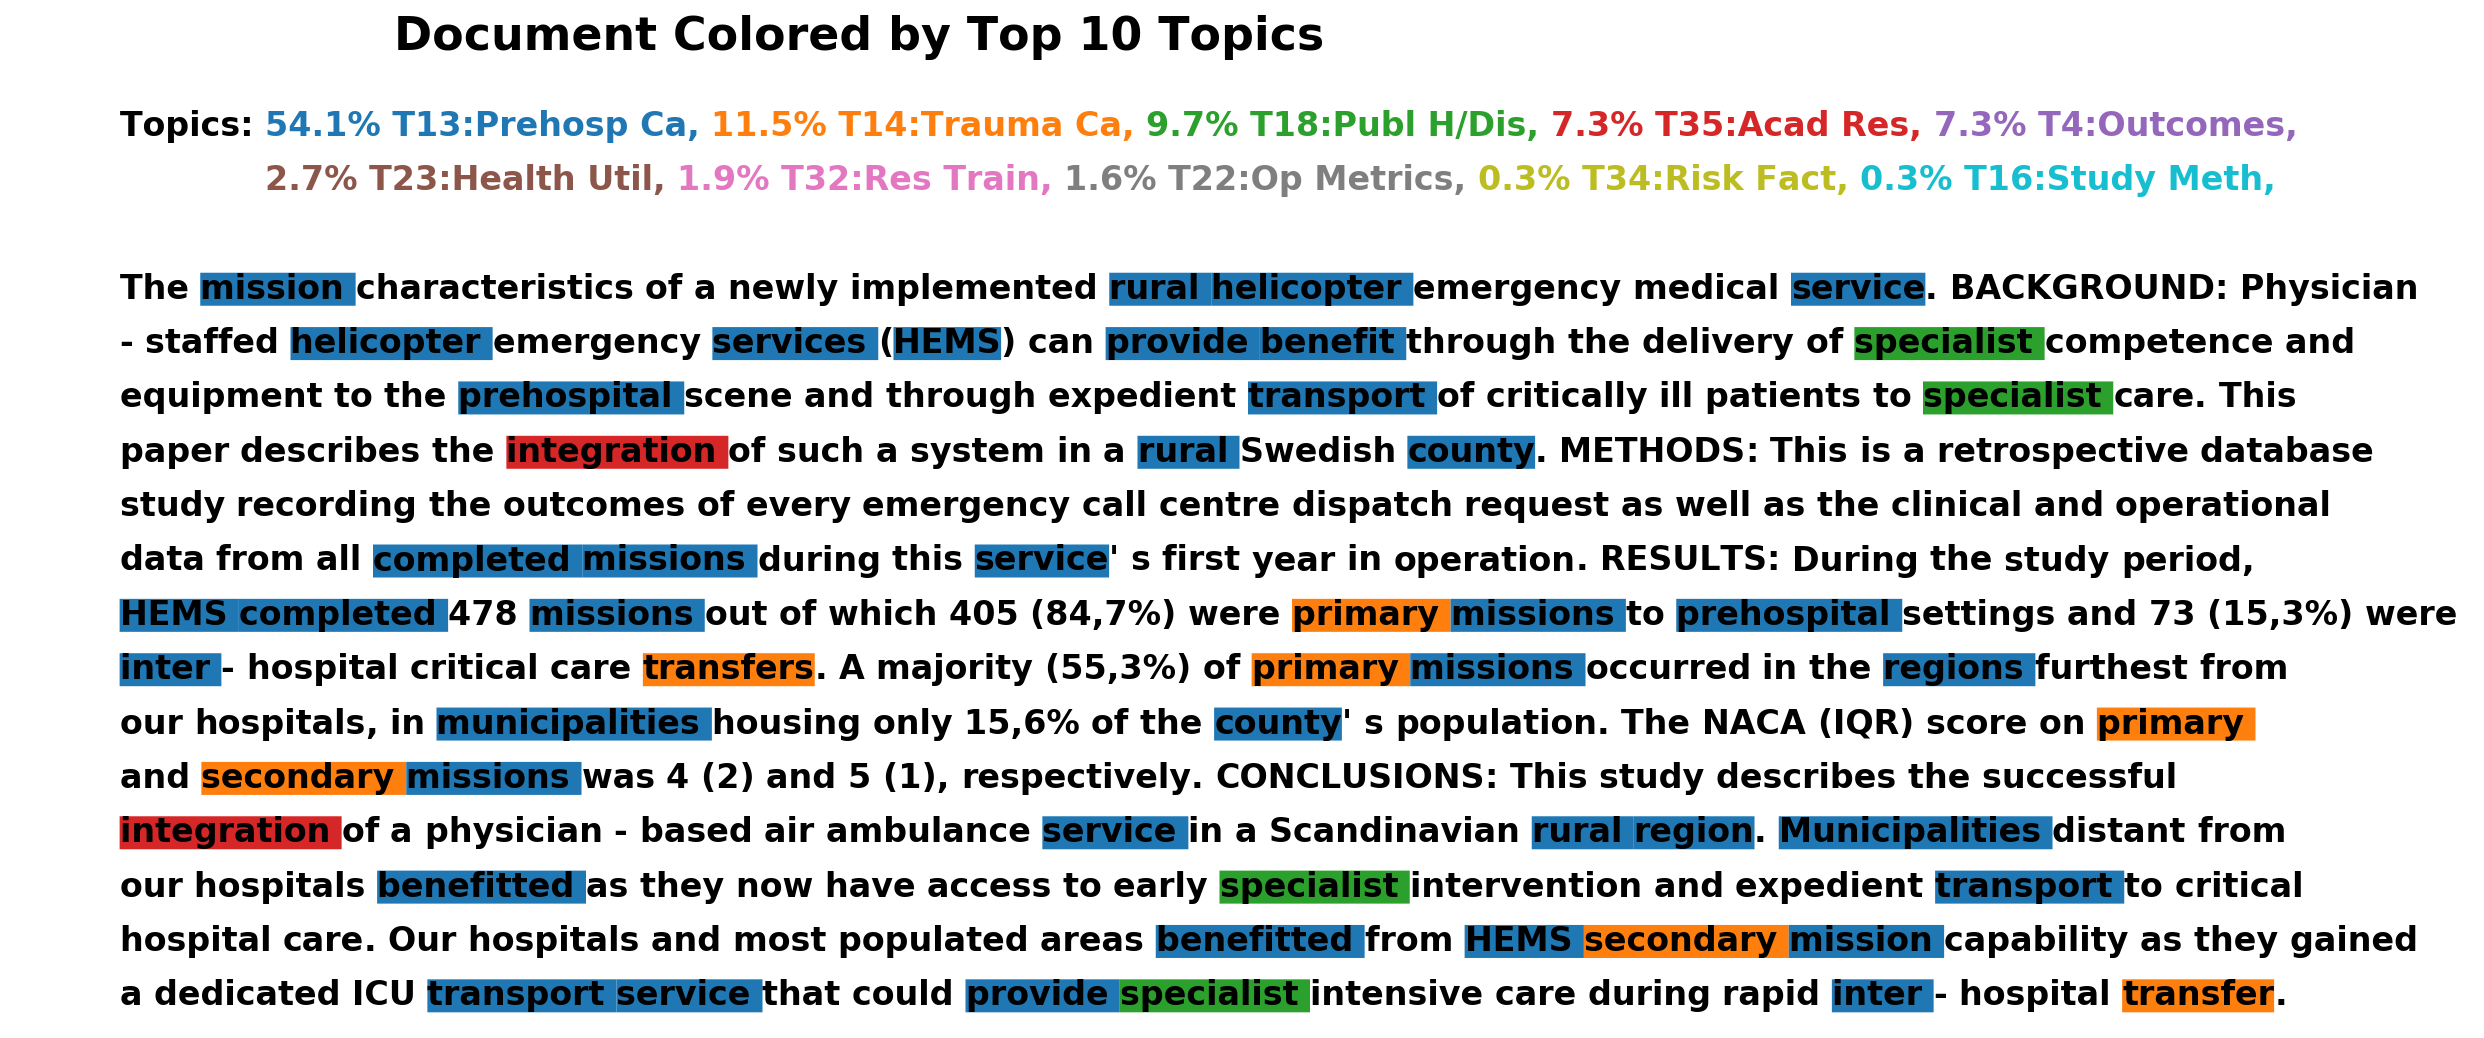 Document Colored by Top 10 Topics
Topics: 54.1% T13:Prehosp Ca, 11.5% T14:Trauma Ca, 9.7% T18:Publ H/Dis, 7.3% T35:Acad Res, 7.3% T4:Outcomes,
2.7% T23:Health Util, 1.9% T32:Res Train, 1.6% T22:Op Metrics, 0.3% T34:Risk Fact, 0.3% T16:Study Meth,
The mission characteristics of a newly implemented rural helicopter emergency medical service. BACKGROUND: Physician
- staffed helicopter emergency services (HEMS) can provide benefit through the delivery of specialist competence and
equipment to the prehospital scene and through expedient transport of critically ill patients to specialist care. This
paper describes the integration of such a system in a rural Swedish county. METHODS: This is a retrospective database
study recording the outcomes of every emergency call centre dispatch request as well as the clinical and operational
data from all completed missions during this service' s first year in operation. RESULTS: During the study period,
HEMS completed 478 missions out of which 405 (84,7%) were primary missions to prehospital settings and 73 (15,3%) were
inter - hospital critical care transfers. A majority (55,3%) of primary missions occurred in the regions furthest from
our hospitals, in municipalities housing only 15,6% of the county' s population. The NACA (IQR) score on primary
and secondary missions was 4 (2) and 5 (1), respectively. CONCLUSIONS: This study describes the successful
integration of a physician - based air ambulance service in a Scandinavian rural region. Municipalities distant from
our hospitals benefitted as they now have access to early specialist intervention and expedient transport to critical
hospital care. Our hospitals and most populated areas benefitted from HEMS secondary mission capability as they gained
a dedicated ICU transport service that could provide specialist intensive care during rapid inter - hospital transfer.